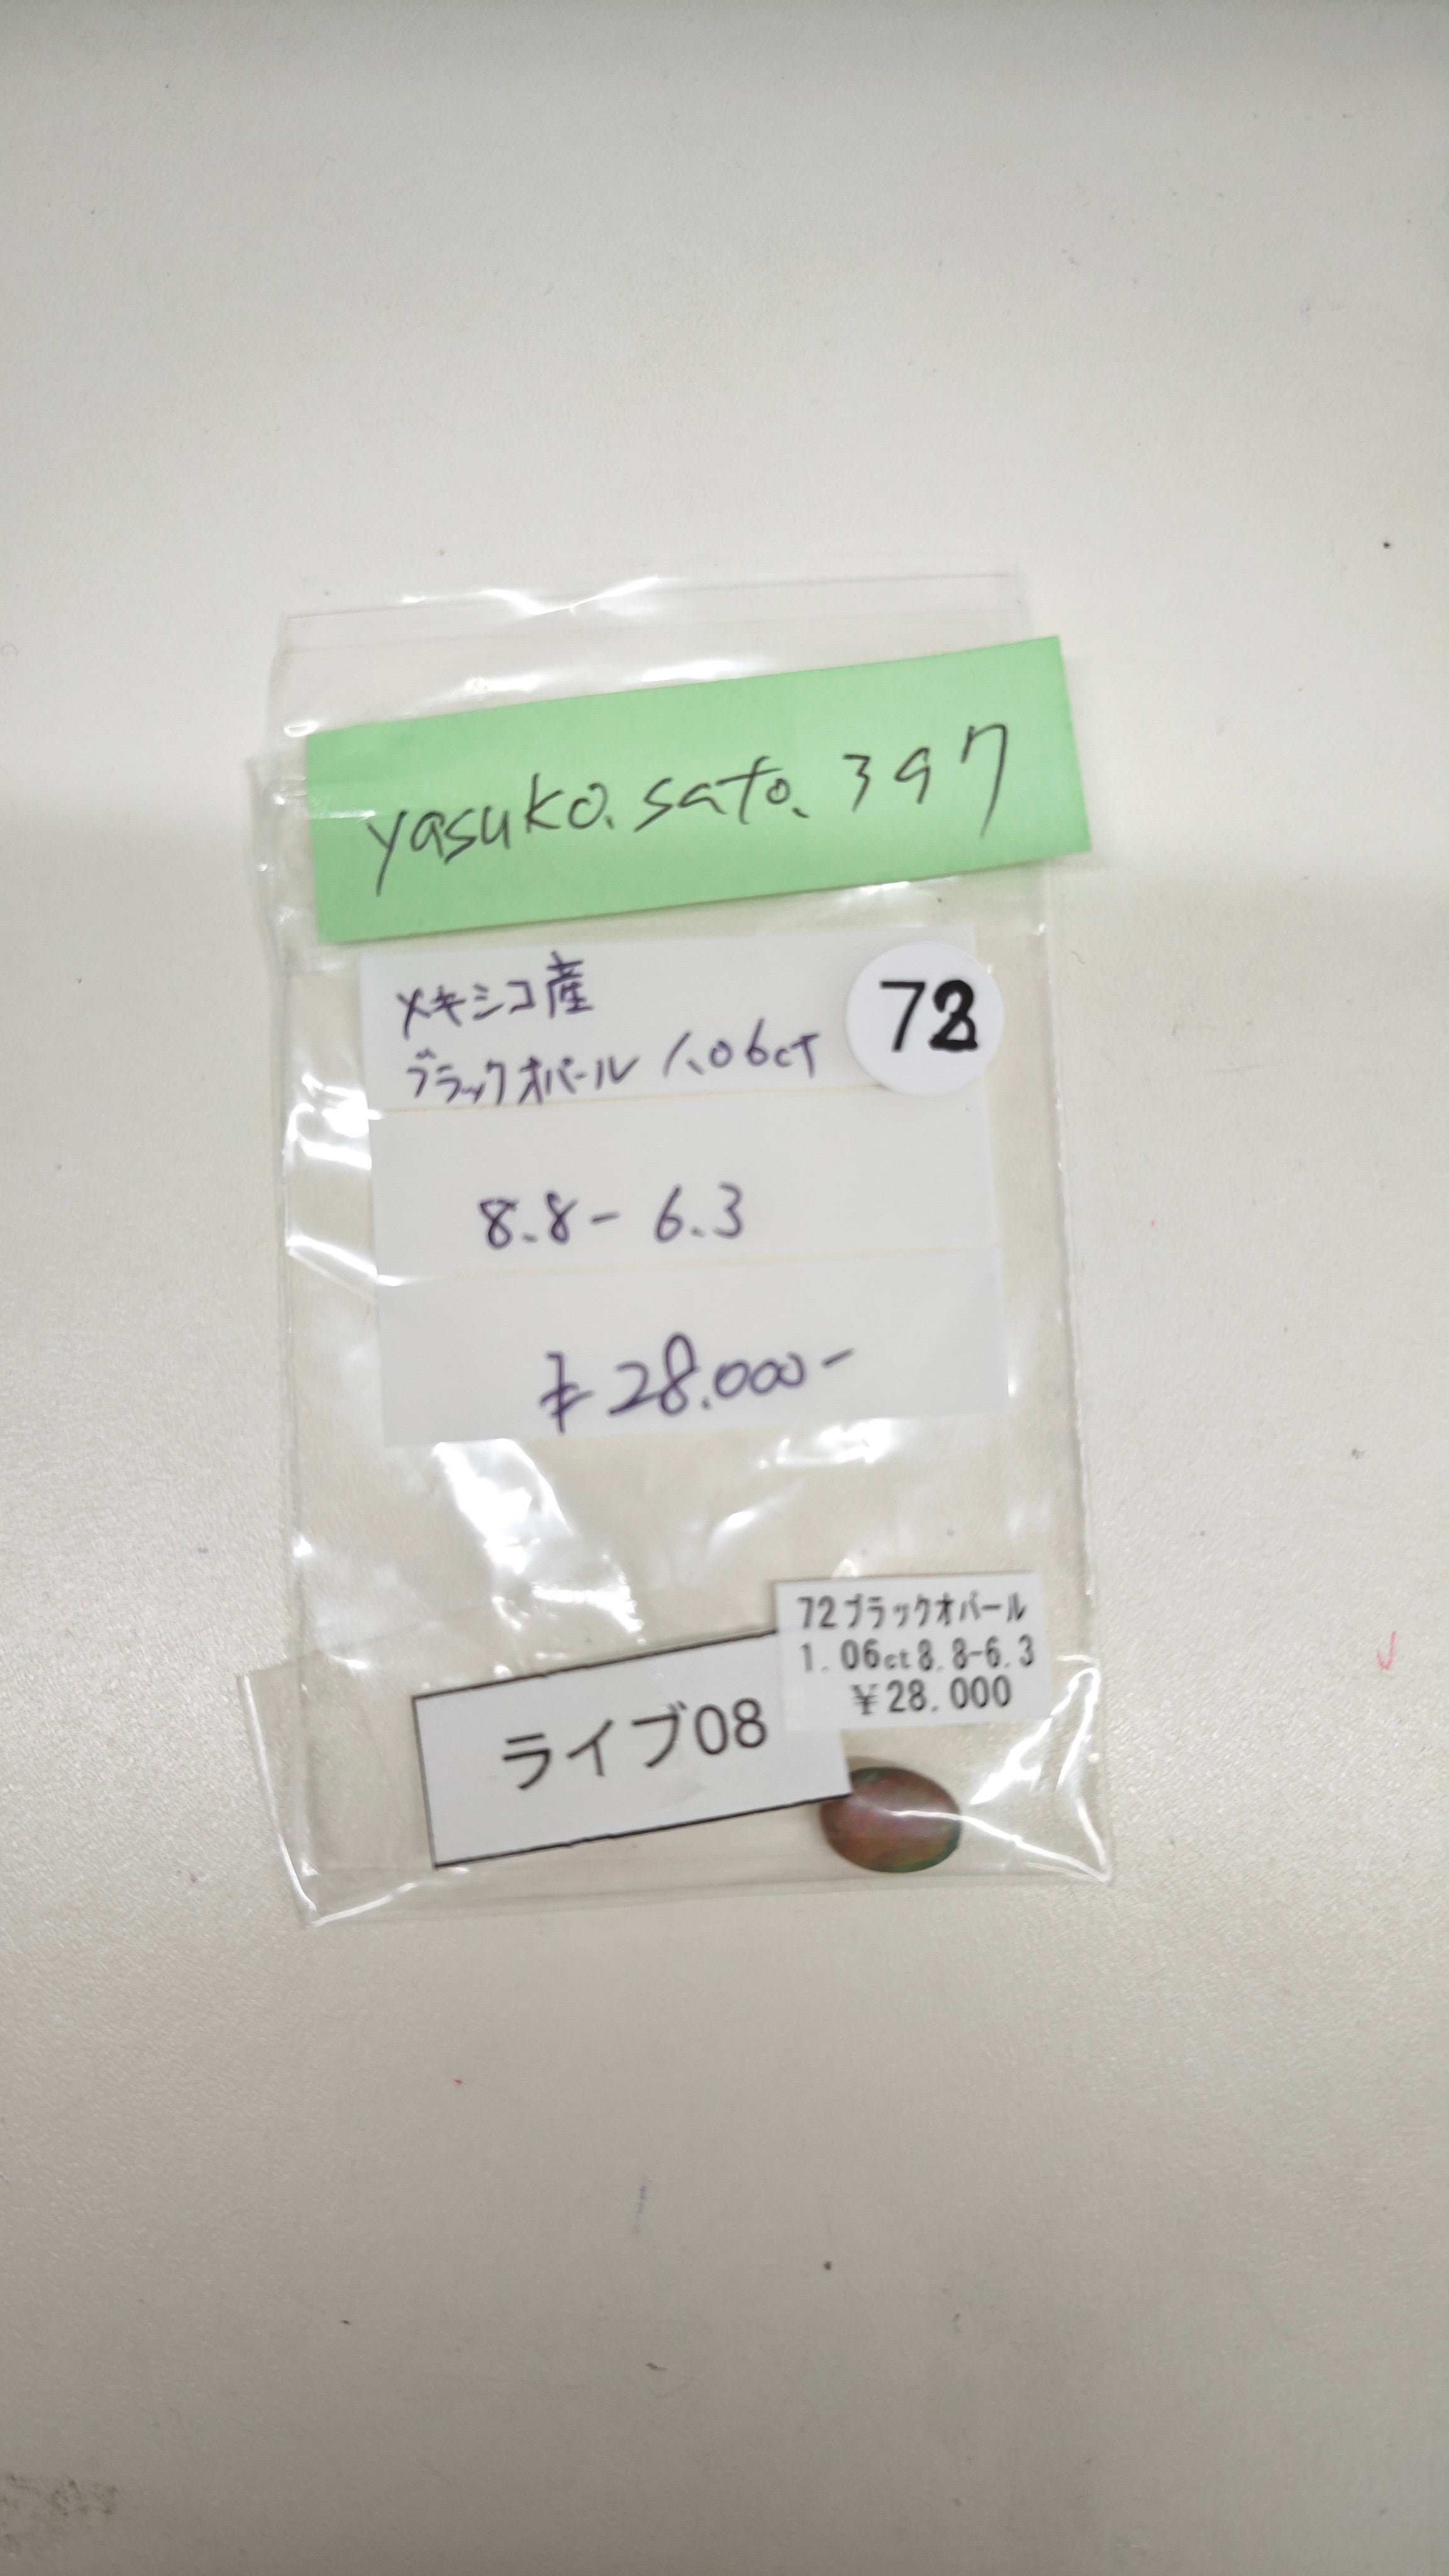 yasuko.sato.397
メキシコ産
ブラックオパール 1.06ct
72
8.8-6.3
¥28.000-
72ブラックオパール
1.06ct8.8-6.3
¥28.000
ライブ08